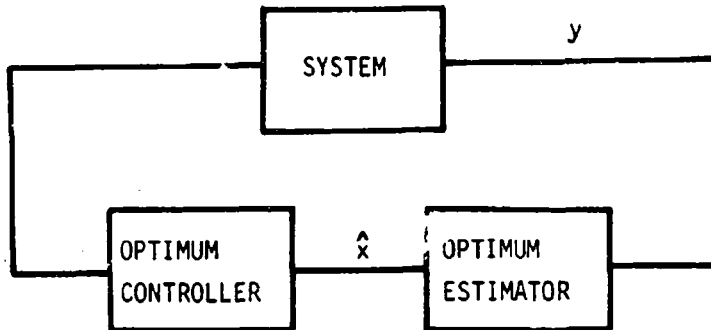 y
SYSTEM
OPTIMUM
CONTROLLER
x̂
OPTIMUM
ESTIMATOR